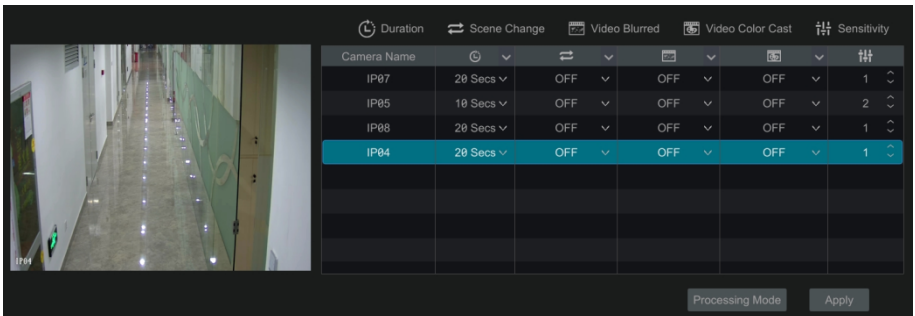 Duration Scene Change Video Blurred Video Color Cast Sensitivity
Camera Name
IP07 20 Secs OFF OFF OFF 1
IP05 10 Secs OFF OFF OFF 2
IP08 20 Secs OFF OFF OFF 1
IP04 20 Secs OFF OFF OFF 1
IP04
Processing Mode Apply